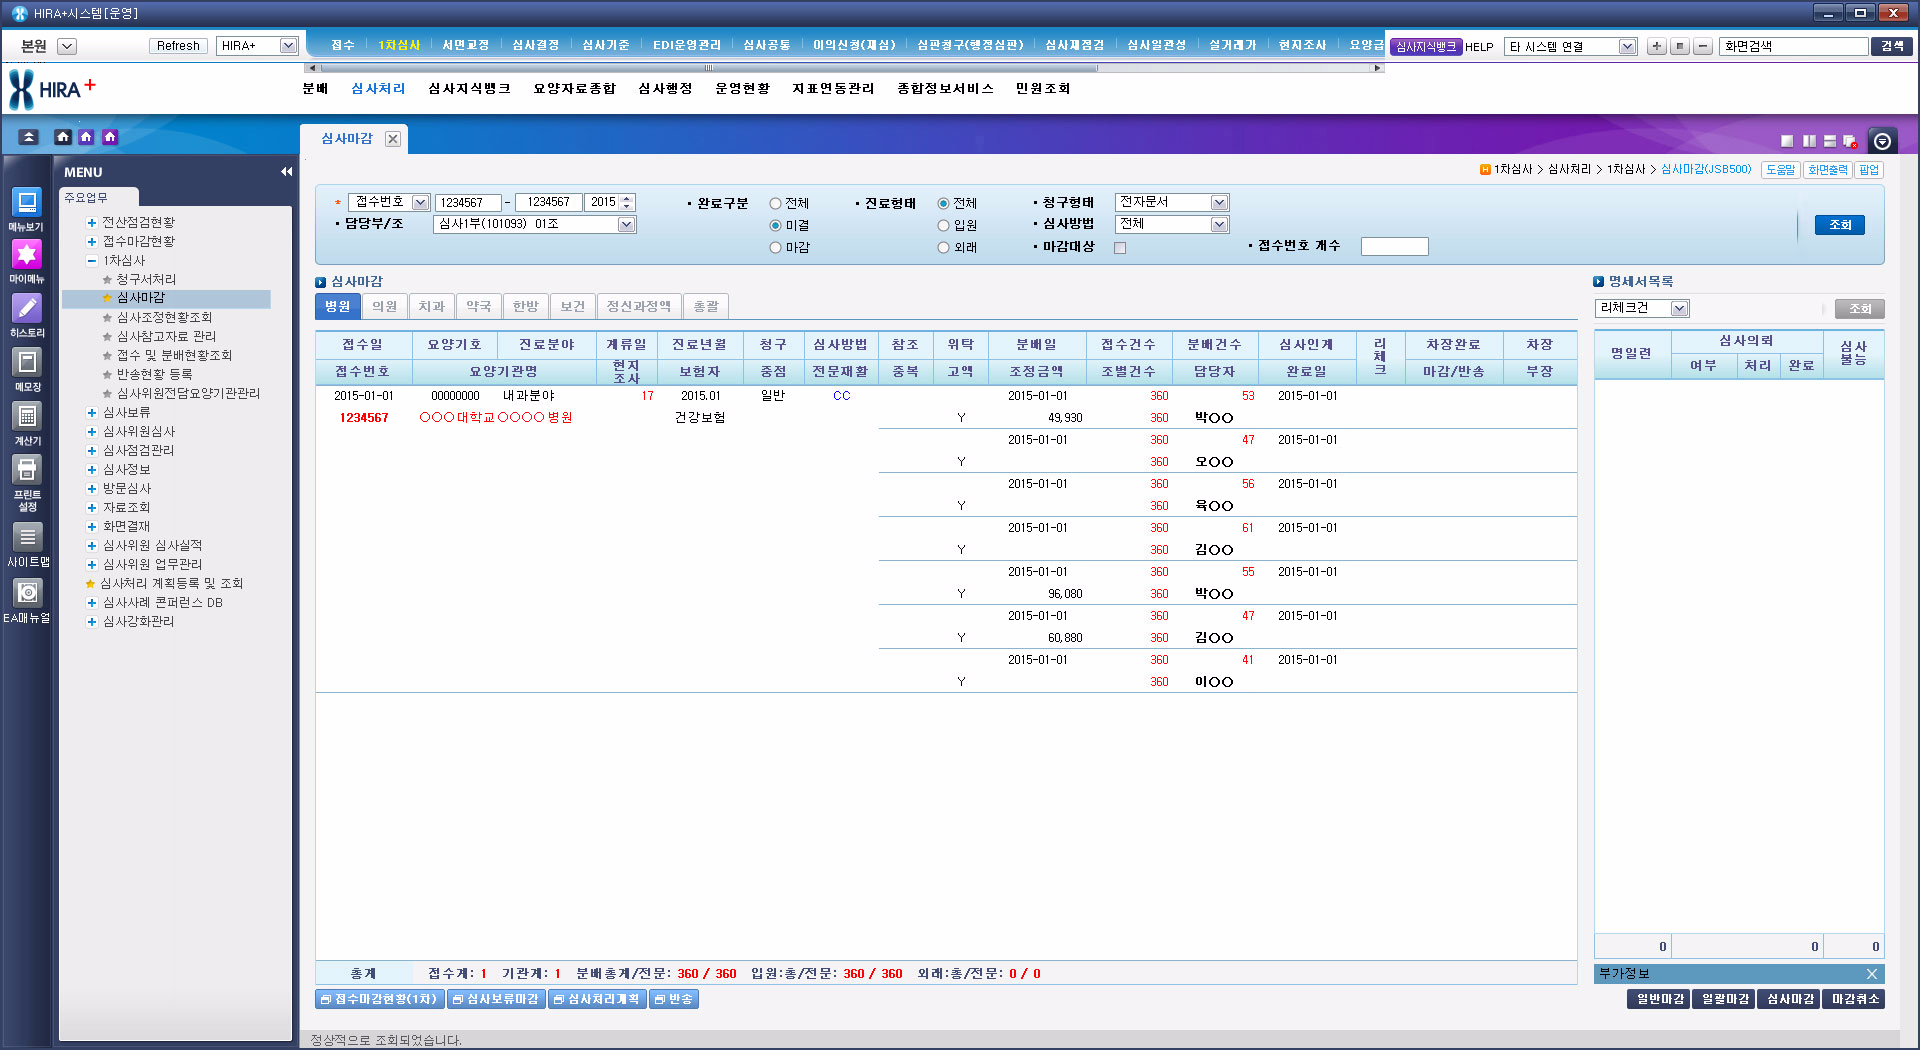 HIRA+시스템[운영]
본원 Refresh HIRA+
접수 1차심사 서면교정 심사결정 심사기준 EDI운영관리 심사공통 이의신청(재심) 심판청구(행정심판) 심사재점검 심사일관성 실거래가 현지조사 요양급
심사지식뱅크 HELP 타 시스템 연결 화면검색 검색
HIRA+
분배 심사처리 심사지식뱅크 요양자료종합 심사행정 운영현황 지표연동관리 종합정보서비스 민원조회
심사마감
MENU
주요업무
메뉴보기
마이메뉴
히스토리
메모장
계산기
프린트
설정
사이트맵
EA매뉴얼
전산점검현황
접수마감현황
1차심사
청구서처리
심사마감
심사조정현황조회
심사참고자료 관리
접수 및 분배현황조회
반송현황 등록
심사위원전담요양기관관리
심사보류
심사위원심사
심사점검관리
심사정보
방문심사
자료조회
화면결재
심사위원 심사실적
심사위원 업무관리
심사처리 계획등록 및 조회
심사사례 콘퍼런스 DB
심사강화관리
H 1차심사 > 심사처리 > 1차심사 > 심사마감(JSB500) 도움말 화면출력 팝업
* 접수번호 1234567 - 1234567 2015
담당부/조 심사1부(101093) 01조
완료구분 전체 미결 마감
진료형태 전체 입원 외래
청구형태 전자문서
심사방법 전체
마감대상
접수번호 개수
조회
심사마감
병원 의원 치과 약국 한방 보건 정신과정액 총괄
접수일 요양기호 진료분야 계류일 진료년월 청구 심사방법 참조 위탁 분배일 접수건수 분배건수 심사인계 리체크 차장완료 차장
접수번호 요양기관명 현지조사 보험자 중점 전문재활 중복 고액 조정금액 조별건수 담당자 완료일 마감/반송 부장
2015-01-01 00000000 내과분야 17 2015.01 일반 CC 2015-01-01 360 53 2015-01-01
1234567 ○○○대학교○○○○병원 건강보험 Y 49,930 360 박○○
2015-01-01 360 47 2015-01-01
Y 360 오○○
2015-01-01 360 56 2015-01-01
Y 360 육○○
2015-01-01 360 61 2015-01-01
Y 360 김○○
2015-01-01 360 55 2015-01-01
Y 96,080 360 박○○
2015-01-01 360 47 2015-01-01
Y 60,880 360 김○○
2015-01-01 360 41 2015-01-01
Y 360 이○○
총계 접수계: 1 기관계: 1 분배총계/전문: 360 / 360 입원:총/전문: 360 / 360 외래:총/전문: 0 / 0
접수마감현황(1차) 심사보류마감 심사처리계획 반송
명세서목록
리체크건 조회
명일련 심사의뢰 심사불능
여부 처리 완료
0 0 0
부가정보
일반마감 일괄마감 심사마감 마감취소
정상적으로 조회되었습니다.